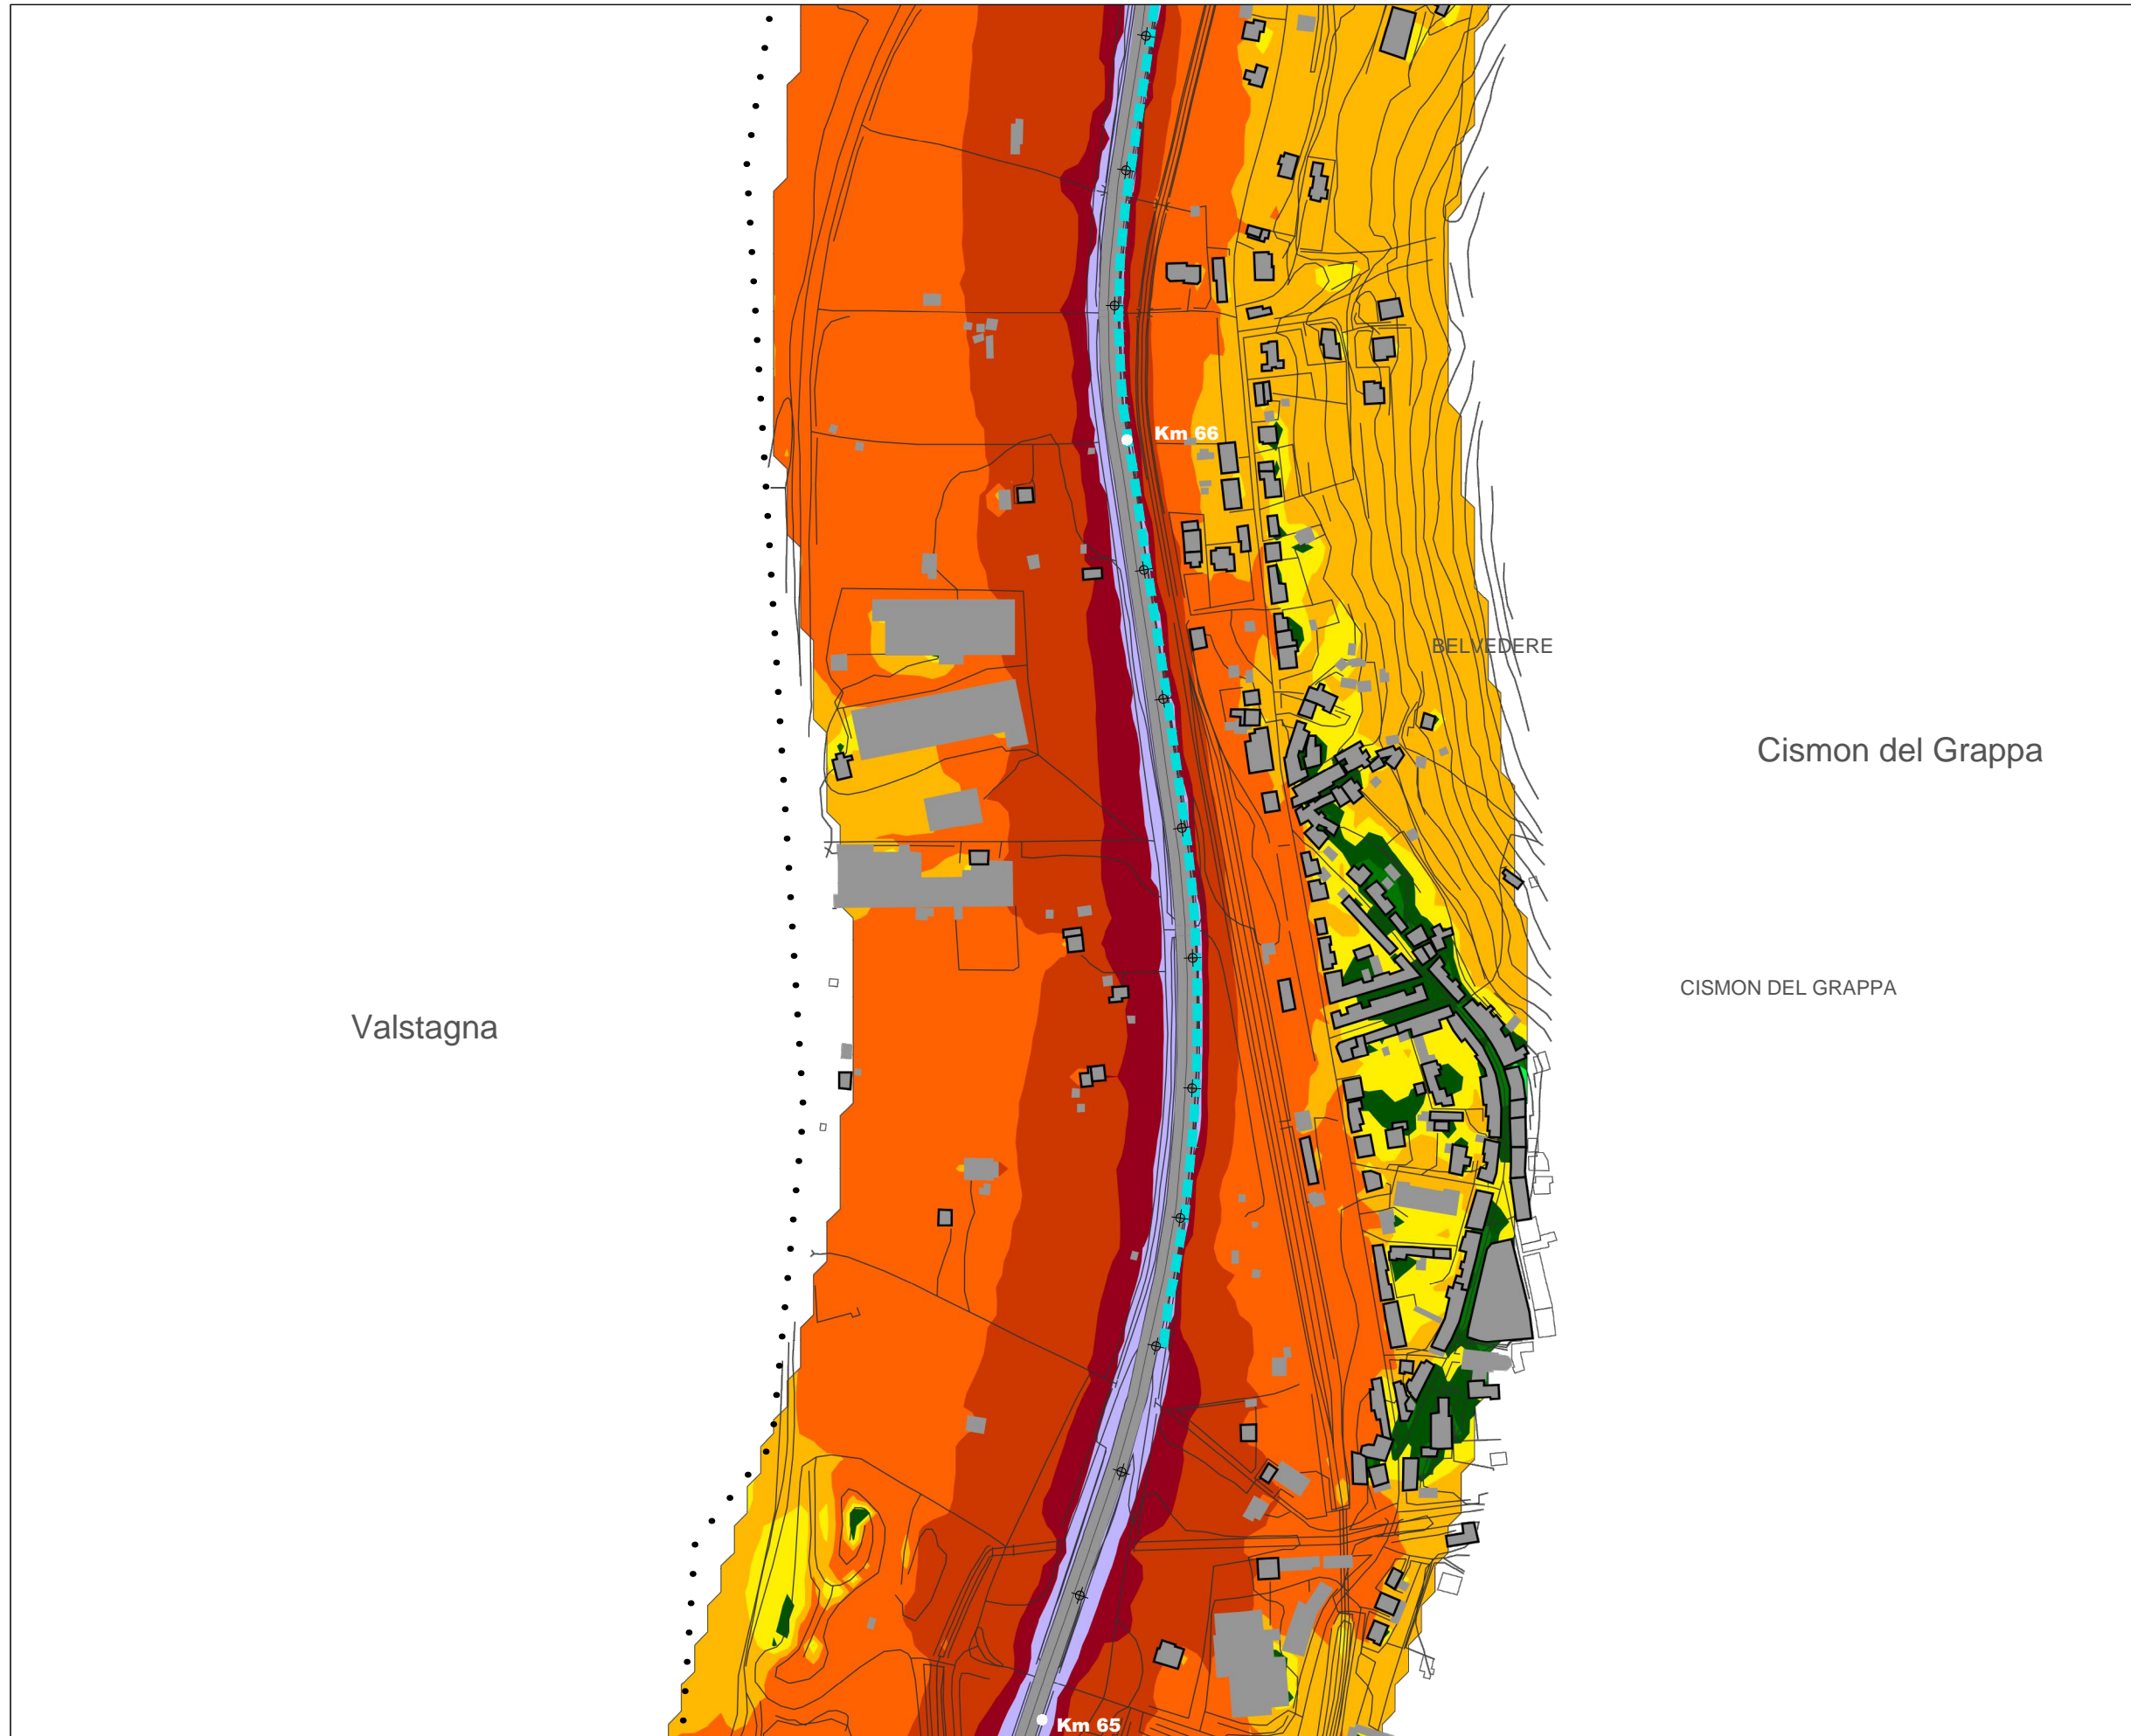 Km 66
BELVEDERE
Cismon del Grappa
CISMON DEL GRAPPA
Valstagna
Km 65